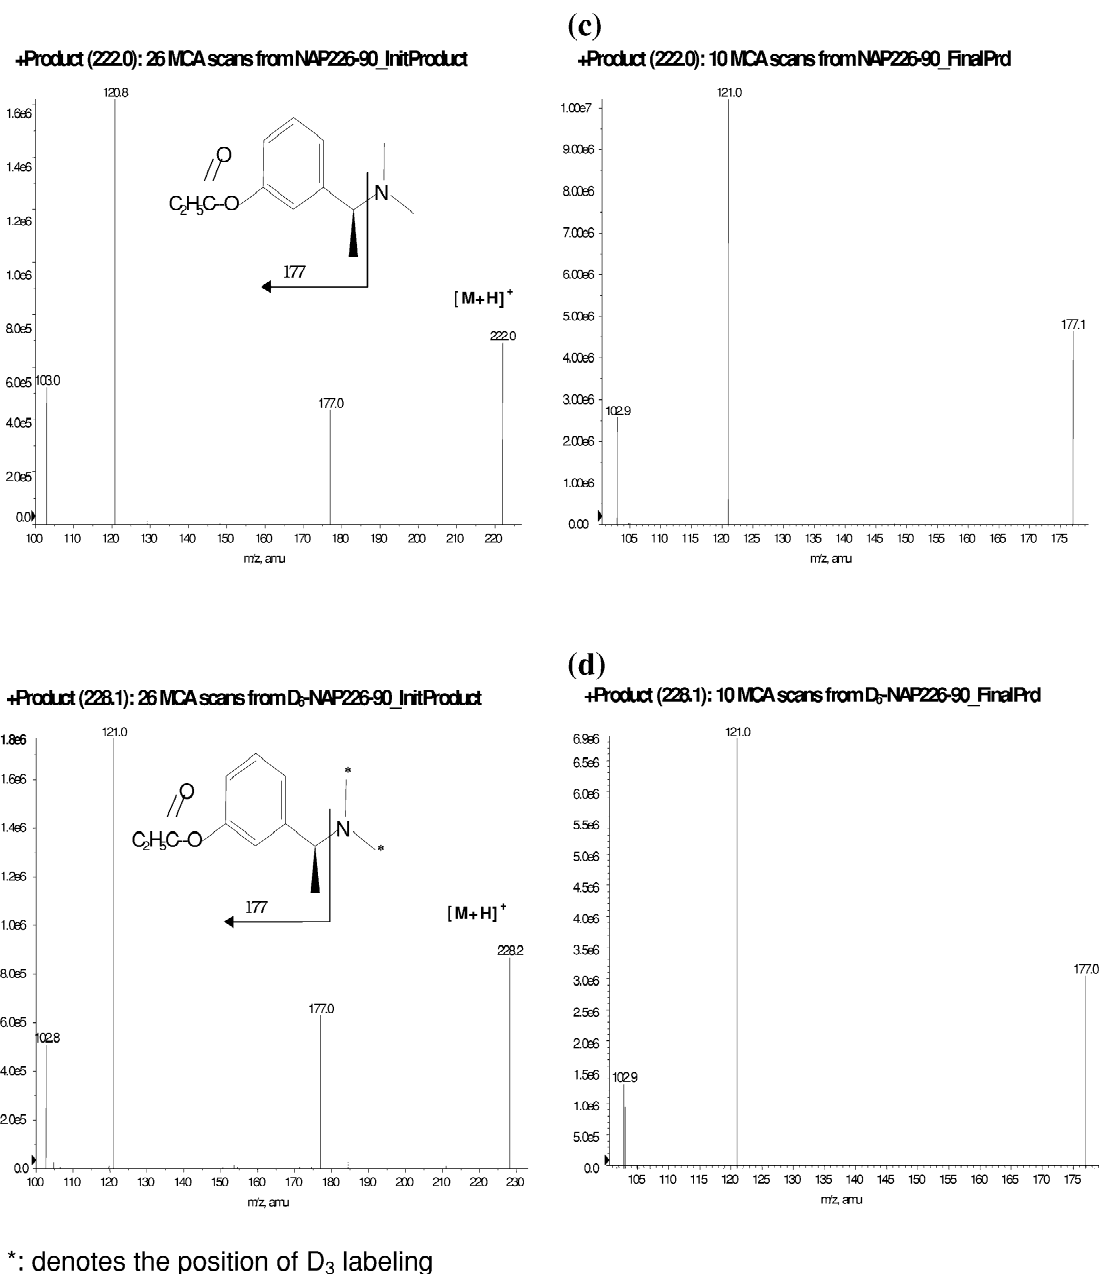 (c)
+Product (222.0): 26 MCA scans from NAP226-90_InitProduct
+Product (222.0): 10 MCA scans from NAP226-90_FinalPrd
120.8
1.6e6
1.4e6
1.2e6
1.0e6
8.0e5
6.0e5
4.0e5
2.0e5
0.0
O
C2H5C-O
N
177
[M+H]+
222.0
103.0
177.0
100 110 120 130 140 150 160 170 180 190 200 210 220
m/z, amu
121.0
1.00e7
9.00e6
8.00e6
7.00e6
6.00e6
5.00e6
4.00e6
3.00e6
2.00e6
1.00e6
0.00
177.1
102.9
105 110 115 120 125 130 135 140 145 150 155 160 165 170 175
m/z, amu
(d)
+Product (228.1): 26 MCA scans from D6-NAP226-90_InitProduct
+Product (228.1): 10 MCA scans from D6-NAP226-90_FinalPrd
121.0
1.8e6
1.6e6
1.4e6
1.2e6
1.0e6
8.0e5
6.0e5
4.0e5
2.0e5
0.0
*
O
C2H5C-O
N
*
177
[M+H]+
228.2
177.0
102.8
100 110 120 130 140 150 160 170 180 190 200 210 220 230
m/z, amu
121.0
6.9e6
6.5e6
6.0e6
5.5e6
5.0e6
4.5e6
4.0e6
3.5e6
3.0e6
2.5e6
2.0e6
1.5e6
1.0e6
5.0e5
0.0
177.0
102.9
105 110 115 120 125 130 135 140 145 150 155 160 165 170 175
m/z, amu
*: denotes the position of D3 labeling